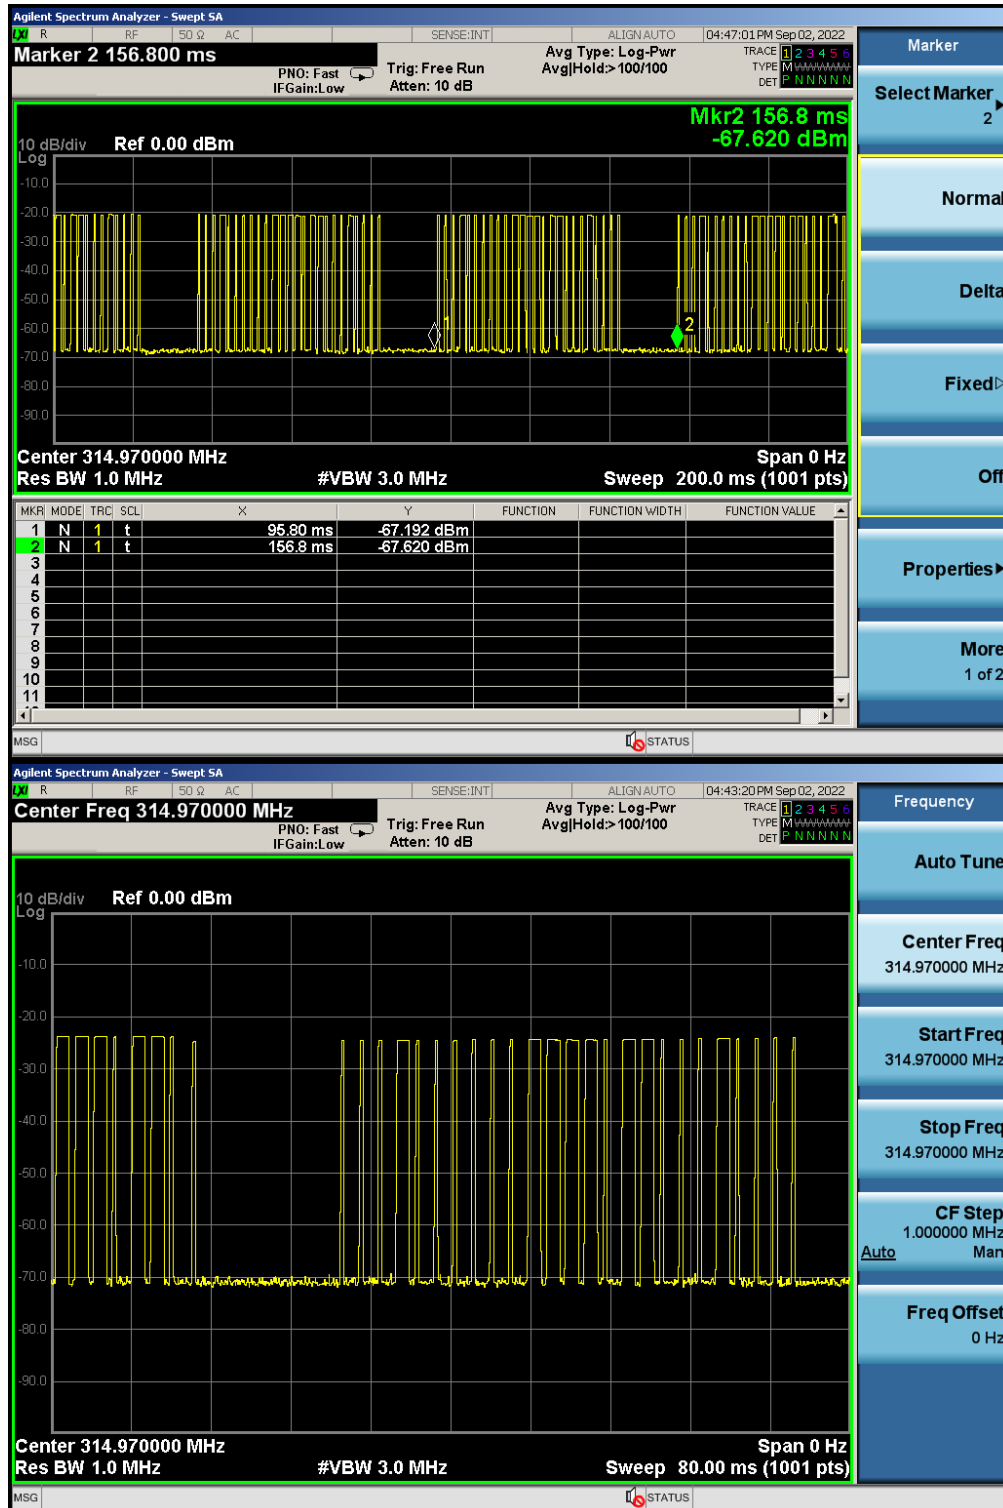 Agilent Spectrum Analyzer - Swept SA
LXI R RF 50 Ω AC SENSE:INT ALIGN AUTO 04:47:01 PM Sep 02, 2022
Marker 2 156.800 ms
PNO: Fast
IFGain:Low
Trig: Free Run
Atten: 10 dB
Avg Type: Log-Pwr
Avg|Hold:>100/100
TRACE 1 2 3 4 5 6
TYPE M WWWWW
DET P N N N N N
Mkr2 156.8 ms
-67.620 dBm
10 dB/div Ref 0.00 dBm
Log
-10.0
-20.0
-30.0
-40.0
-50.0
-60.0
-70.0
-80.0
-90.0
1
2
Center 314.970000 MHz Span 0 Hz
Res BW 1.0 MHz #VBW 3.0 MHz Sweep 200.0 ms (1001 pts)
MKR MODE TRC SCL X Y FUNCTION FUNCTION WIDTH FUNCTION VALUE
1 N 1 t 95.80 ms -67.192 dBm
2 N 1 t 156.8 ms -67.620 dBm
3
4
5
6
7
8
9
10
11
MSG STATUS
Marker
Select Marker
2
Normal
Delta
Fixed
Off
Properties
More
1 of 2
Agilent Spectrum Analyzer - Swept SA
LXI R RF 50 Ω AC SENSE:INT ALIGN AUTO 04:43:20 PM Sep 02, 2022
Center Freq 314.970000 MHz
PNO: Fast
IFGain:Low
Trig: Free Run
Atten: 10 dB
Avg Type: Log-Pwr
Avg|Hold:>100/100
TRACE 1 2 3 4 5 6
TYPE M WWWWW
DET P N N N N N
10 dB/div Ref 0.00 dBm
Log
-10.0
-20.0
-30.0
-40.0
-50.0
-60.0
-70.0
-80.0
-90.0
Center 314.970000 MHz Span 0 Hz
Res BW 1.0 MHz #VBW 3.0 MHz Sweep 80.00 ms (1001 pts)
MSG STATUS
Frequency
Auto Tune
Center Freq
314.970000 MHz
Start Freq
314.970000 MHz
Stop Freq
314.970000 MHz
CF Step
1.000000 MHz
Auto Man
Freq Offset
0 Hz